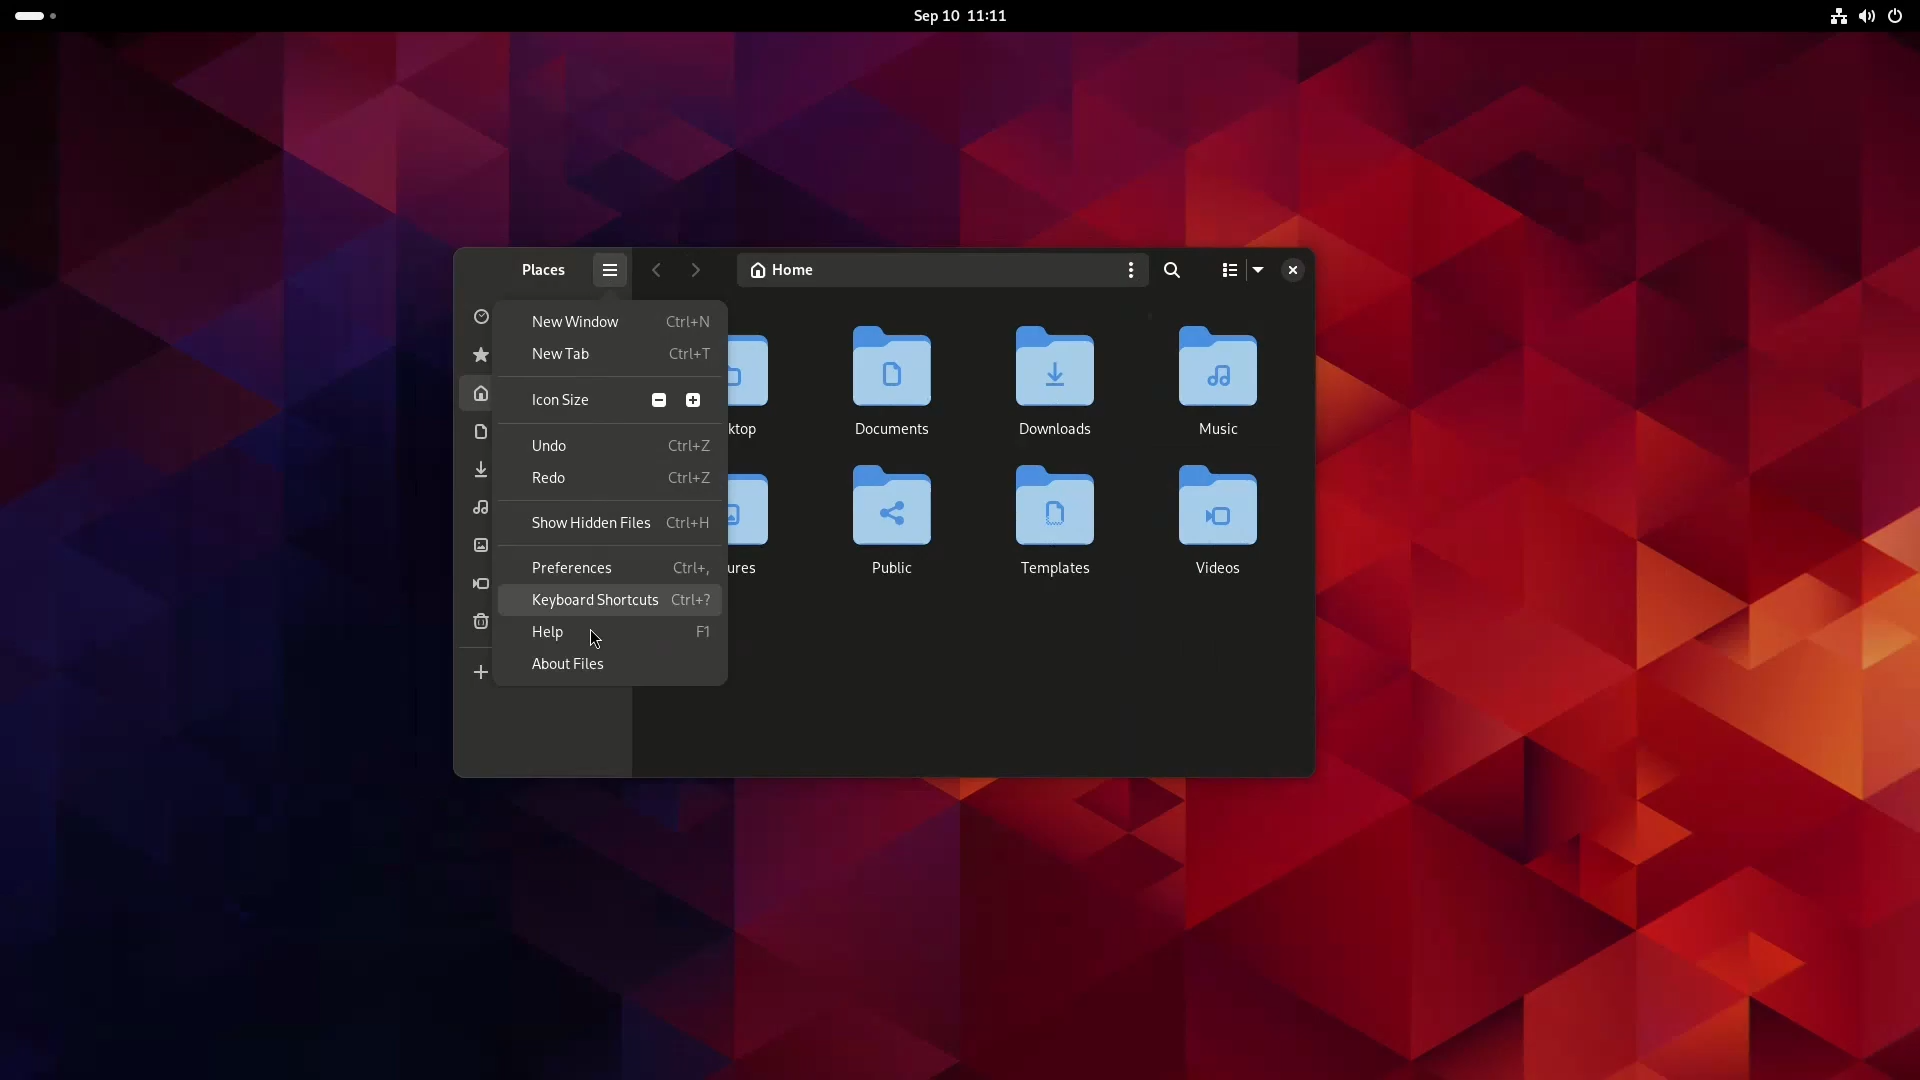 Sep 10 11:11
Places
Home
New Window Ctrl+N
New Tab Ctrl+T
Icon Size
Undo Ctrl+Z
Redo Ctrl+Z
Show Hidden Files Ctrl+H
Preferences Ctrl+,
Keyboard Shortcuts Ctrl+?
Help F1
About Files
ktop
Documents
Downloads
Music
ures
Public
Templates
Videos